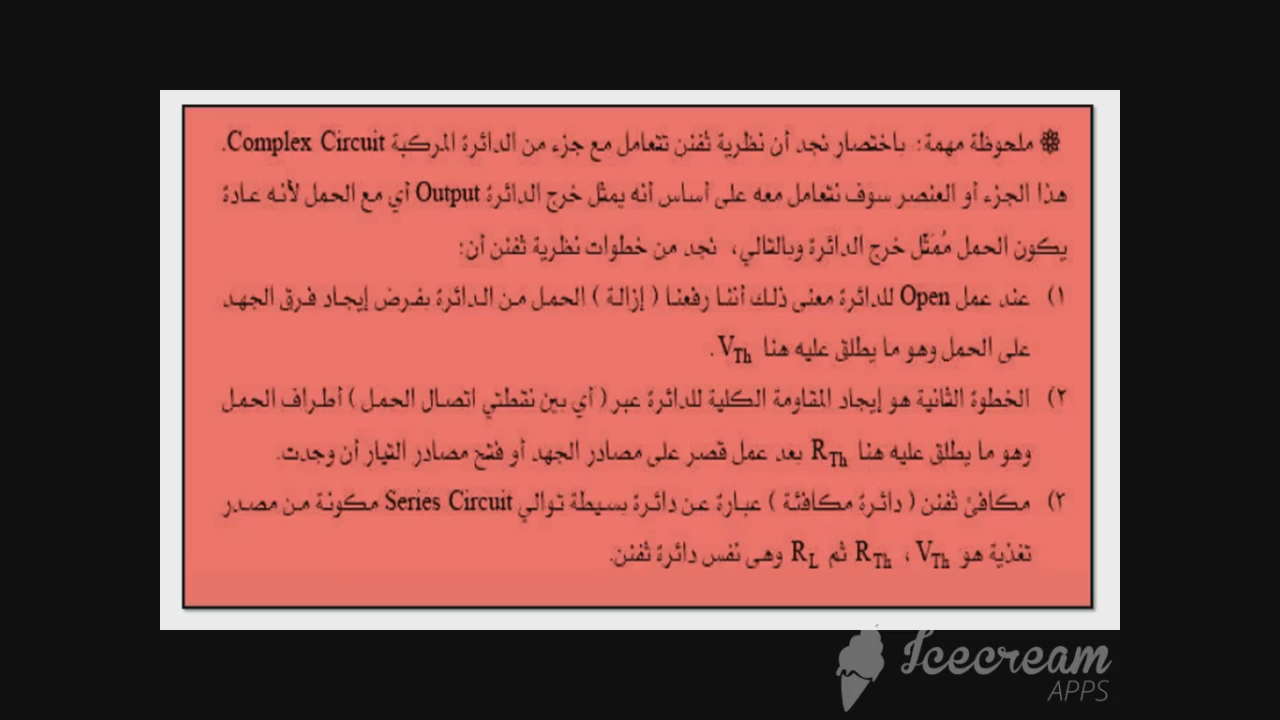 ❁ ملحوظة مهمة: باختصار نجد أن نظرية ثفنن تتعامل مع جزء من الدائرة المركبة Complex Circuit.
هذا الجزء أو العنصر سوف نتعامل معه على أساس أنه يمثل خرج الدائرة Output أي مع الحمل لأنه عادة
يكون الحمل مُمَثّل خرج الدائرة وبالتالي، نجد من خطوات نظرية ثفنن أن:
١) عند عمل Open للدائرة معنى ذلك أننا رفعنا ( إزالة ) الحمل من الدائرة بفرض إيجاد فرق الجهد
على الحمل وهو ما يطلق عليه هنا VTh .
٢) الخطوة الثانية هو إيجاد المقاومة الكلية للدائرة عبر ( أي بين نقطتي اتصال الحمل ) أطراف الحمل
وهو ما يطلق عليه هنا RTh بعد عمل قصر على مصادر الجهد أو فتح مصادر التيار أن وجدت.
٣) مكافئ ثفنن ( دائرة مكافئة ) عبارة عن دائرة بسيطة توالي Series Circuit مكونة من مصدر
تغذية هو VTh ، RTh ثم RL وهى نفس دائرة ثفنن.
Icecream
APPS